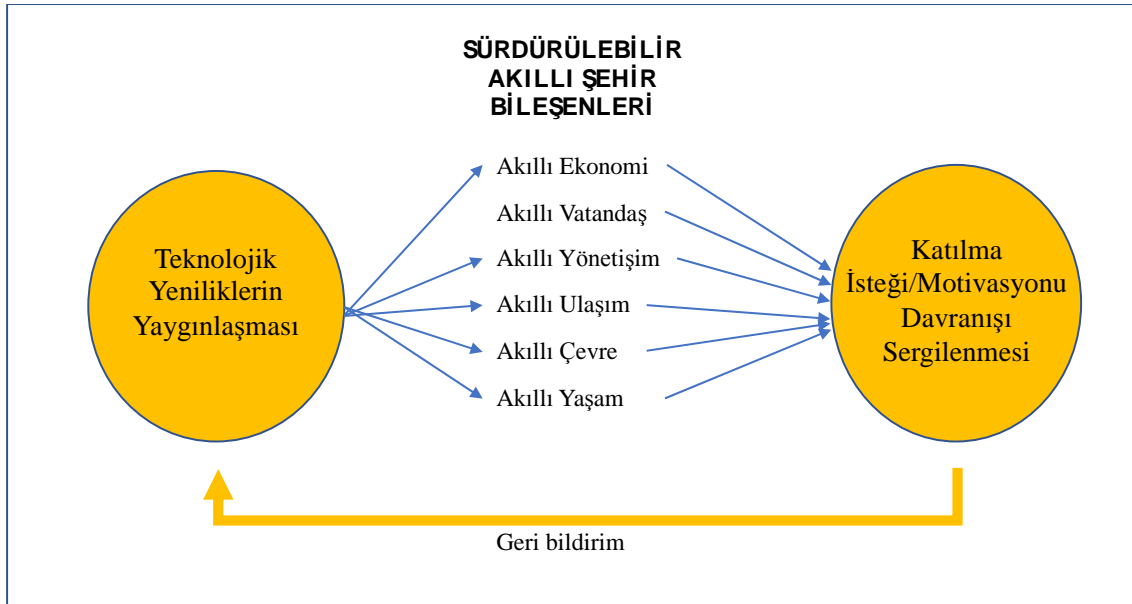 SÜRDÜRÜLEBİLİR
AKILLI ŞEHİR
BİLEŞENLERİ
Teknolojik
Yeniliklerin
Yaygınlaşması
Akıllı Ekonomi
Akıllı Vatandaş
Akıllı Yönetişim
Akıllı Ulaşım
Akıllı Çevre
Akıllı Yaşam
Katılma
İsteği/Motivasyonu
Davranışı
Sergilenmesi
Geri bildirim